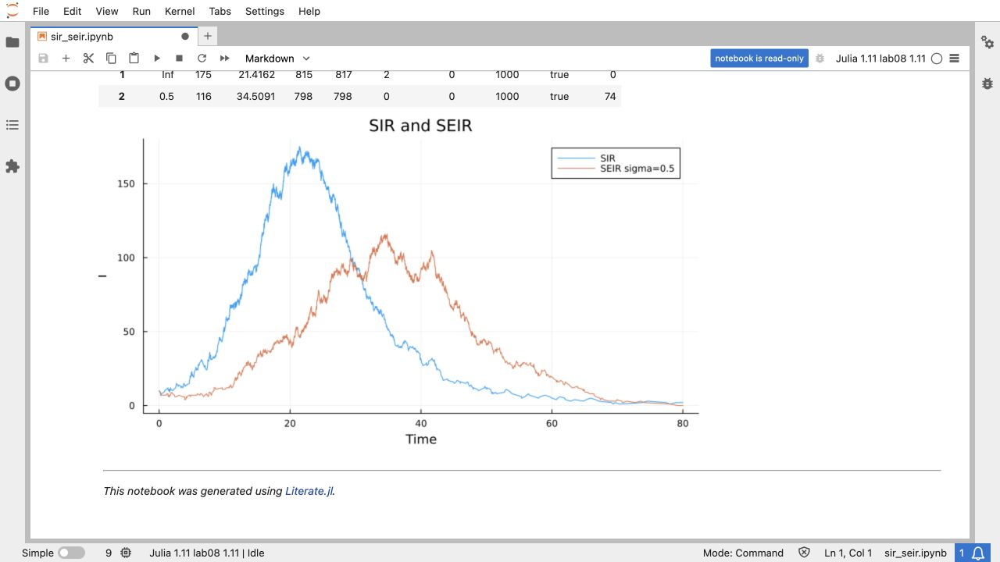 File Edit View Run Kernel Tabs Settings Help
sir_seir.ipynb
Markdown
notebook is read-only
Julia 1.11 lab08 1.11
1 Inf 175 21.4162 815 817 2 0 1000 true 0
2 0.5 116 34.5091 798 798 0 0 1000 true 74
SIR and SEIR
SIR
SEIR sigma=0.5
150
100
50
0
I
0 20 40 60 80
Time
This notebook was generated using Literate.jl.
Simple 9 Julia 1.11 lab08 1.11 | Idle Mode: Command Ln 1, Col 1 sir_seir.ipynb 1